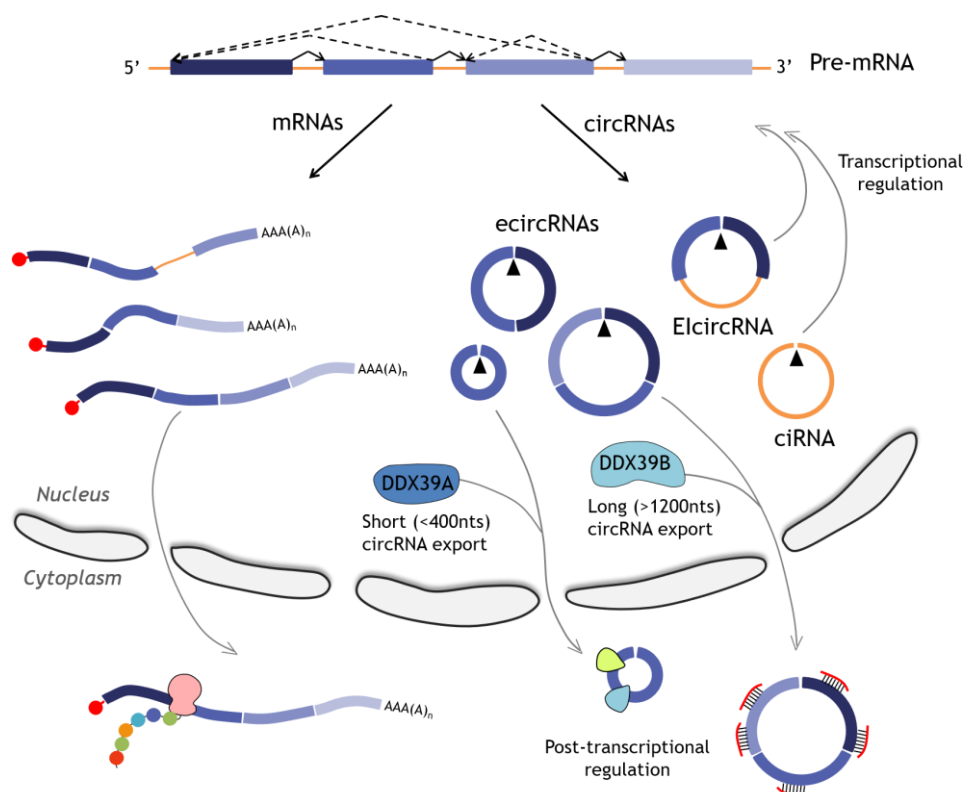 5’
3’
Pre-mRNA
mRNAs
circRNAs
Transcriptional
regulation
ecircRNAs
AAA(A)n
EIcircRNA
AAA(A)n
AAA(A)n
ciRNA
DDX39A
DDX39B
Nucleus
Short (<400nts)
circRNA export
Long (>1200nts)
circRNA export
Cytoplasm
AAA(A)n
Post-transcriptional
regulation